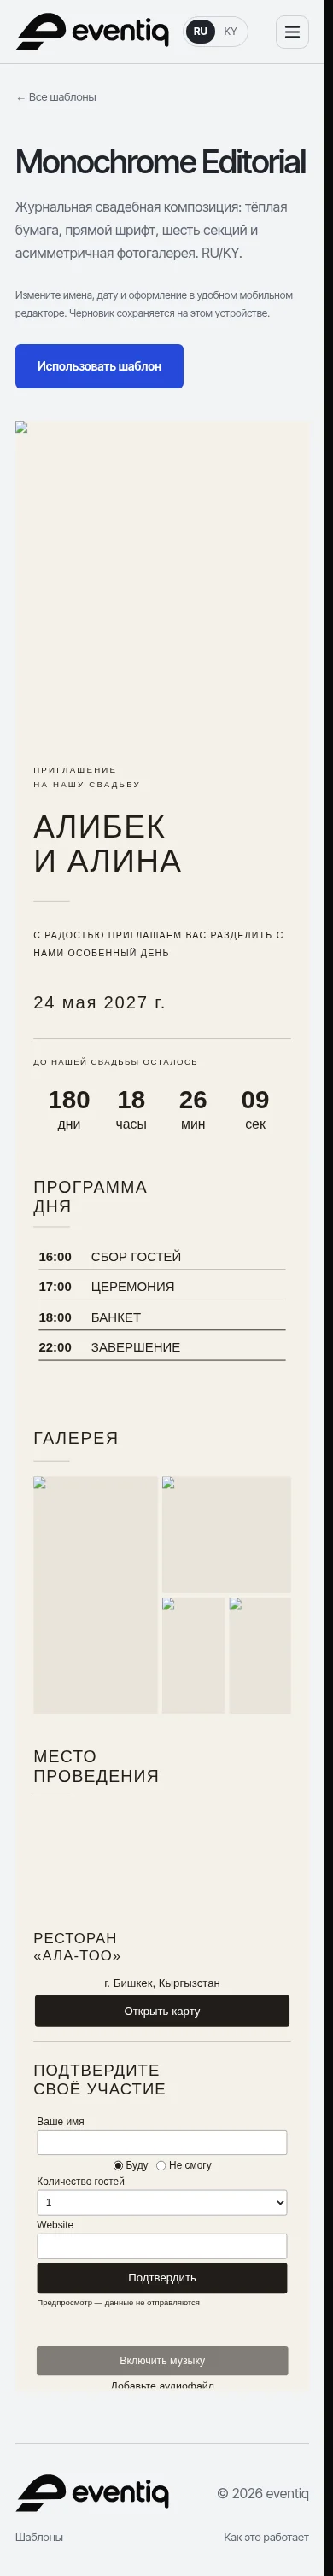 eventiq RU KY
← Все шаблоны
Monochrome Editorial
Журнальная свадебная композиция: тёплая
бумага, прямой шрифт, шесть секций и
асимметричная фотогалерея. RU/KY.
Измените имена, дату и оформление в удобном мобильном
редакторе. Черновик сохраняется на этом устройстве.
Использовать шаблон
ПРИГЛАШЕНИЕ
НА НАШУ СВАДЬБУ
АЛИБЕК
И АЛИНА
С РАДОСТЬЮ ПРИГЛАШАЕМ ВАС РАЗДЕЛИТЬ С
НАМИ ОСОБЕННЫЙ ДЕНЬ
24 мая 2027 г.
ДО НАШЕЙ СВАДЬБЫ ОСТАЛОСЬ
180 18 26 09
дни часы мин сек
ПРОГРАММА
ДНЯ
16:00 СБОР ГОСТЕЙ
17:00 ЦЕРЕМОНИЯ
18:00 БАНКЕТ
22:00 ЗАВЕРШЕНИЕ
ГАЛЕРЕЯ
МЕСТО
ПРОВЕДЕНИЯ
РЕСТОРАН
«АЛА-ТОО»
г. Бишкек, Кыргызстан
Открыть карту
ПОДТВЕРДИТЕ
СВОЁ УЧАСТИЕ
Ваше имя
Буду Не смогу
Количество гостей
1
Website
Подтвердить
Предпросмотр — данные не отправляются
Включить музыку
Добавьте аудиофайл
eventiq © 2026 eventiq
Шаблоны Как это работает